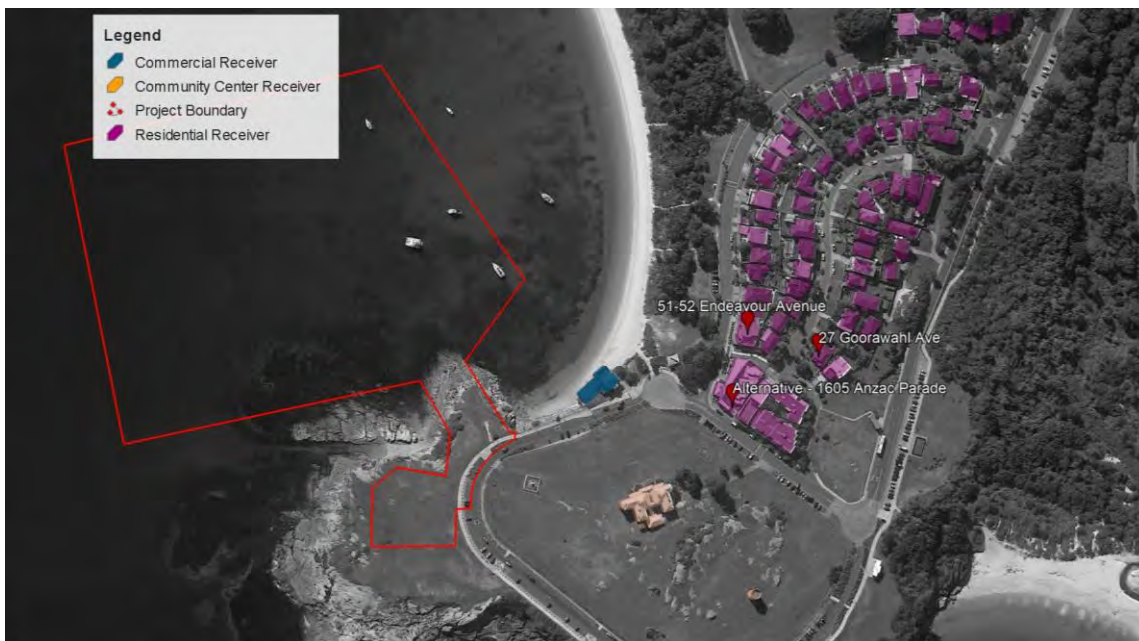 Legend
Commercial Receiver
Community Center Receiver
Project Boundary
Residential Receiver
51-52 Endeavour Avenue
27 Goorawahl Ave
Alternative - 1605 Anzac Parade